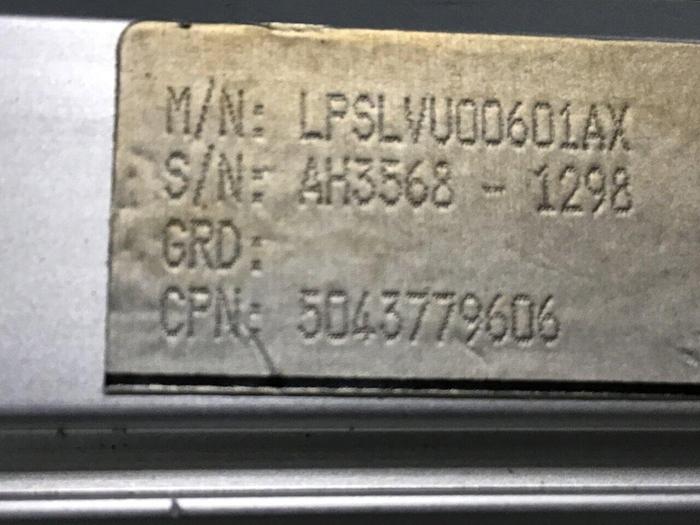 M/N: LPSLVU00601AX
S/N: AH3568 - 1298
GRD:
CPN: 5043779606